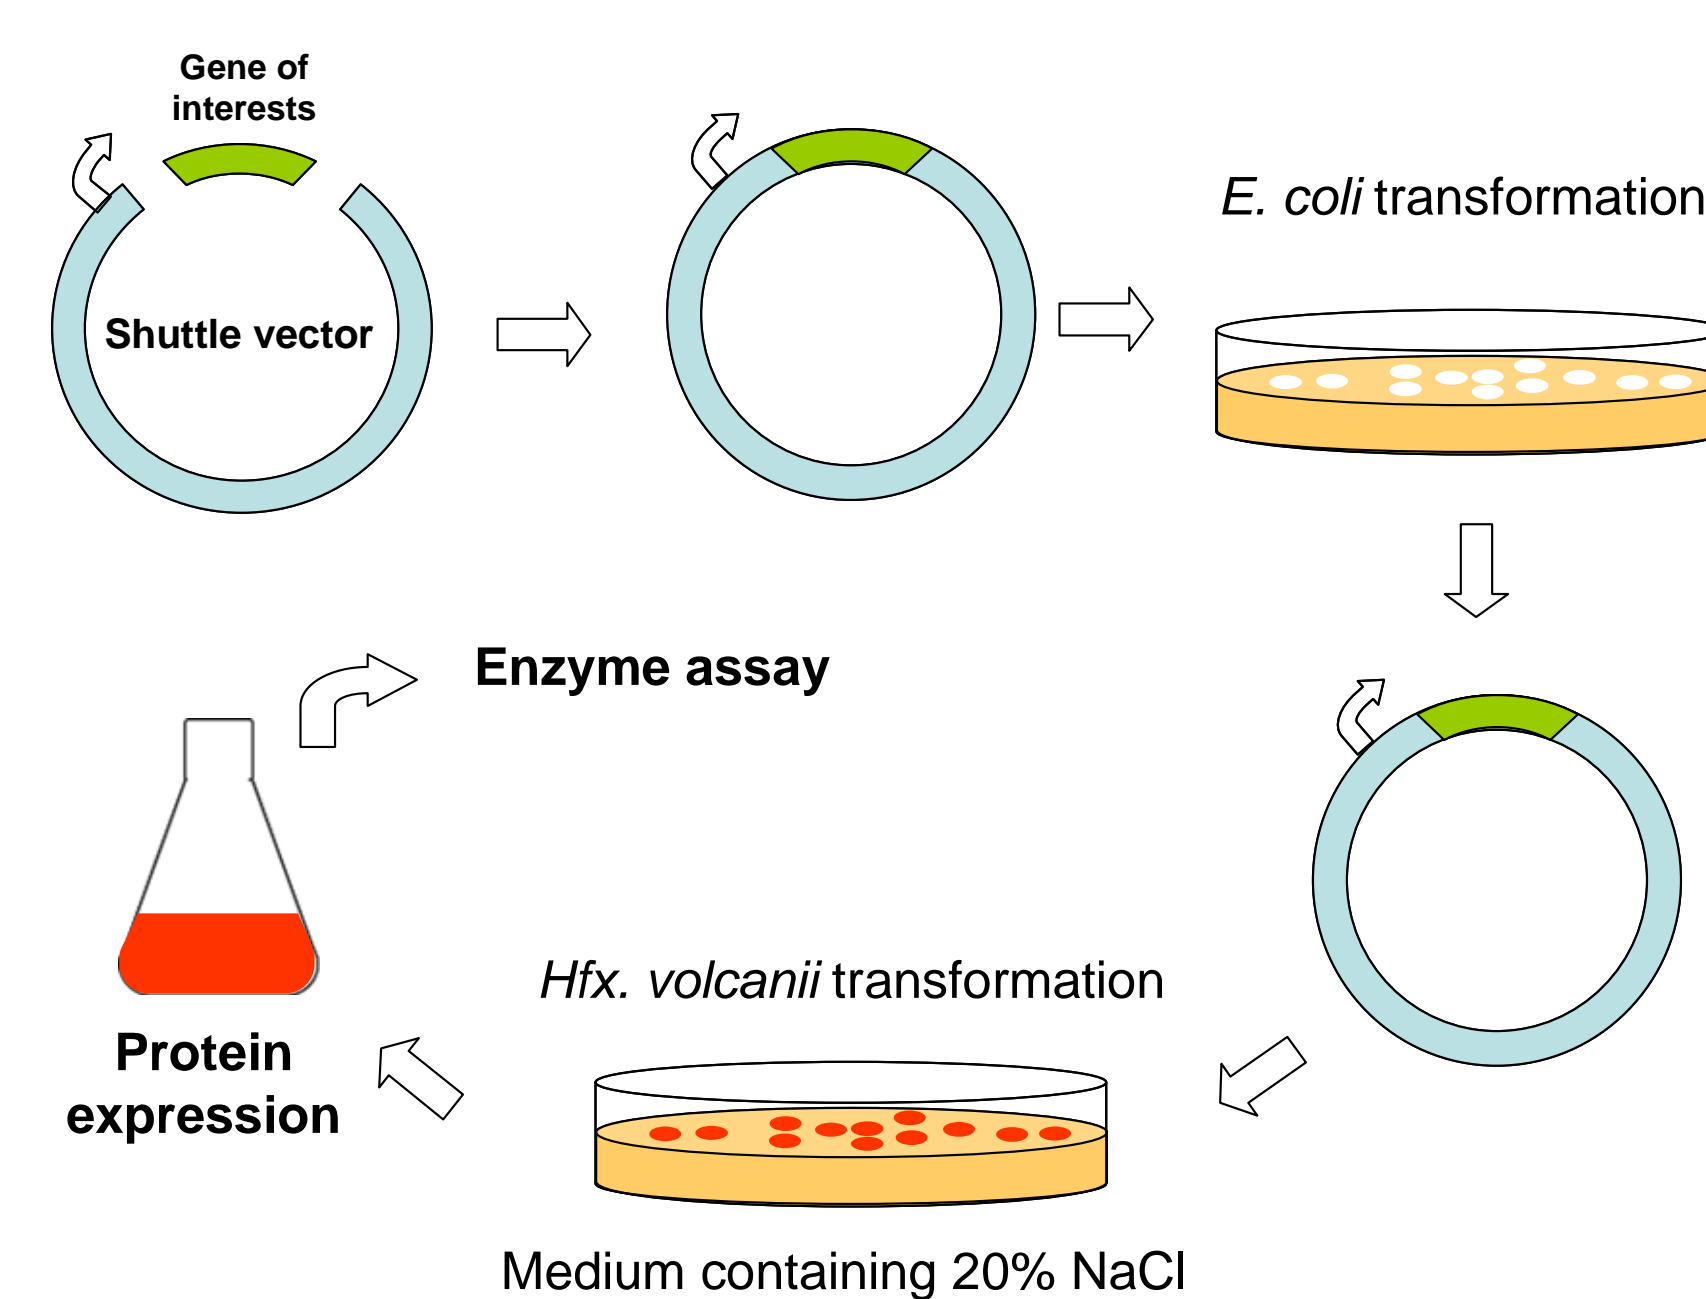 Gene of
interests
Shuttle vector
E. coli transformation
Enzyme assay
Hfx. volcanii transformation
Protein
expression
Medium containing 20% NaCl